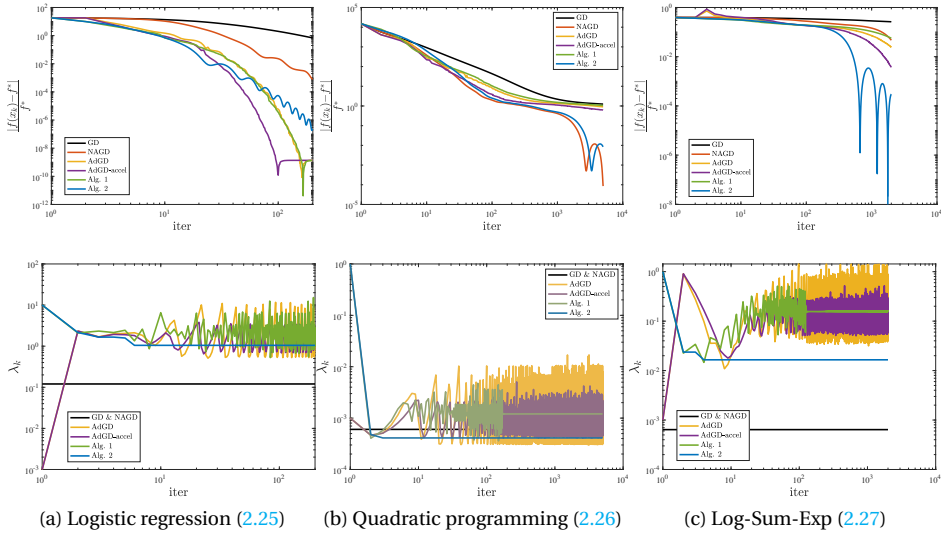 |f(x_k)−f*|
f*
10^2
10^0
10^-2
10^-4
10^-6
10^-8
10^-10
10^-12
10^0
10^1
10^2
iter
GD
NAGD
AdGD
AdGD-accel
Alg. 1
Alg. 2
|f(x_k)−f*|
f*
10^5
10^0
10^-5
10^0
10^1
10^2
10^3
10^4
iter
GD
NAGD
AdGD
AdGD-accel
Alg. 1
Alg. 2
|f(x_k)−f*|
f*
10^0
10^-2
10^-4
10^-6
10^-8
10^0
10^1
10^2
10^3
10^4
iter
GD
NAGD
AdGD
AdGD-accel
Alg. 1
Alg. 2
λ_k
10^2
10^1
10^0
10^-1
10^-2
10^-3
10^0
10^1
10^2
iter
GD & NAGD
AdGD
AdGD-accel
Alg. 1
Alg. 2
λ_k
10^0
10^-1
10^-2
10^-3
10^-4
10^0
10^1
10^2
10^3
10^4
iter
GD & NAGD
AdGD
AdGD-accel
Alg. 1
Alg. 2
λ_k
10^0
10^-1
10^-2
10^-3
10^-4
10^0
10^1
10^2
10^3
10^4
iter
GD & NAGD
AdGD
AdGD-accel
Alg. 1
Alg. 2
(a) Logistic regression (2.25)
(b) Quadratic programming (2.26)
(c) Log-Sum-Exp (2.27)